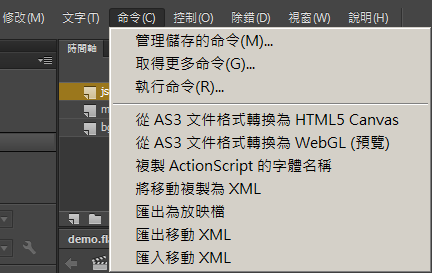 修改(M) 文字(T) 命令(C) 控制(O) 除錯(D) 視窗(W) 說明(H)
時間軸
管理儲存的命令(M)...
取得更多命令(G)...
執行命令(R)...
js
從 AS3 文件格式轉換為 HTML5 Canvas
從 AS3 文件格式轉換為 WebGL (預覽)
複製 ActionScript 的字體名稱
將移動複製為 XML
匯出為放映檔
匯出移動 XML
匯入移動 XML
demo.fl